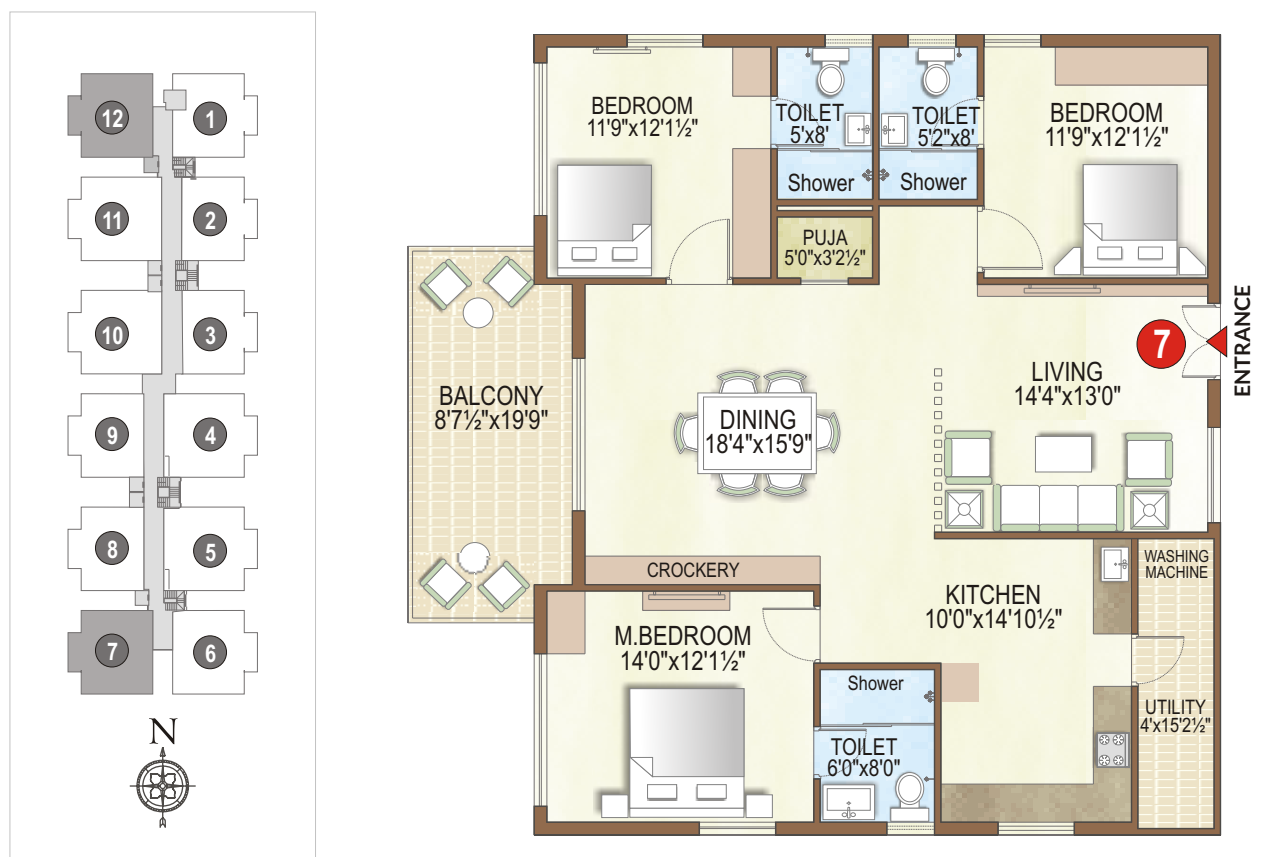 12
1
11
2
10
3
9
4
8
5
7
6
N
BEDROOM
11'9"x12'1½"
TOILET
5'x8'
Shower
TOILET
5'2"x8'
Shower
BEDROOM
11'9"x12'1½"
PUJA
5'0"x3'2½"
BALCONY
8'7½"x19'9"
DINING
18'4"x15'9"
LIVING
14'4"x13'0"
7
ENTRANCE
CROCKERY
M.BEDROOM
14'0"x12'1½"
KITCHEN
10'0"x14'10½"
WASHING
MACHINE
Shower
TOILET
6'0"x8'0"
UTILITY
4'x15'2½"